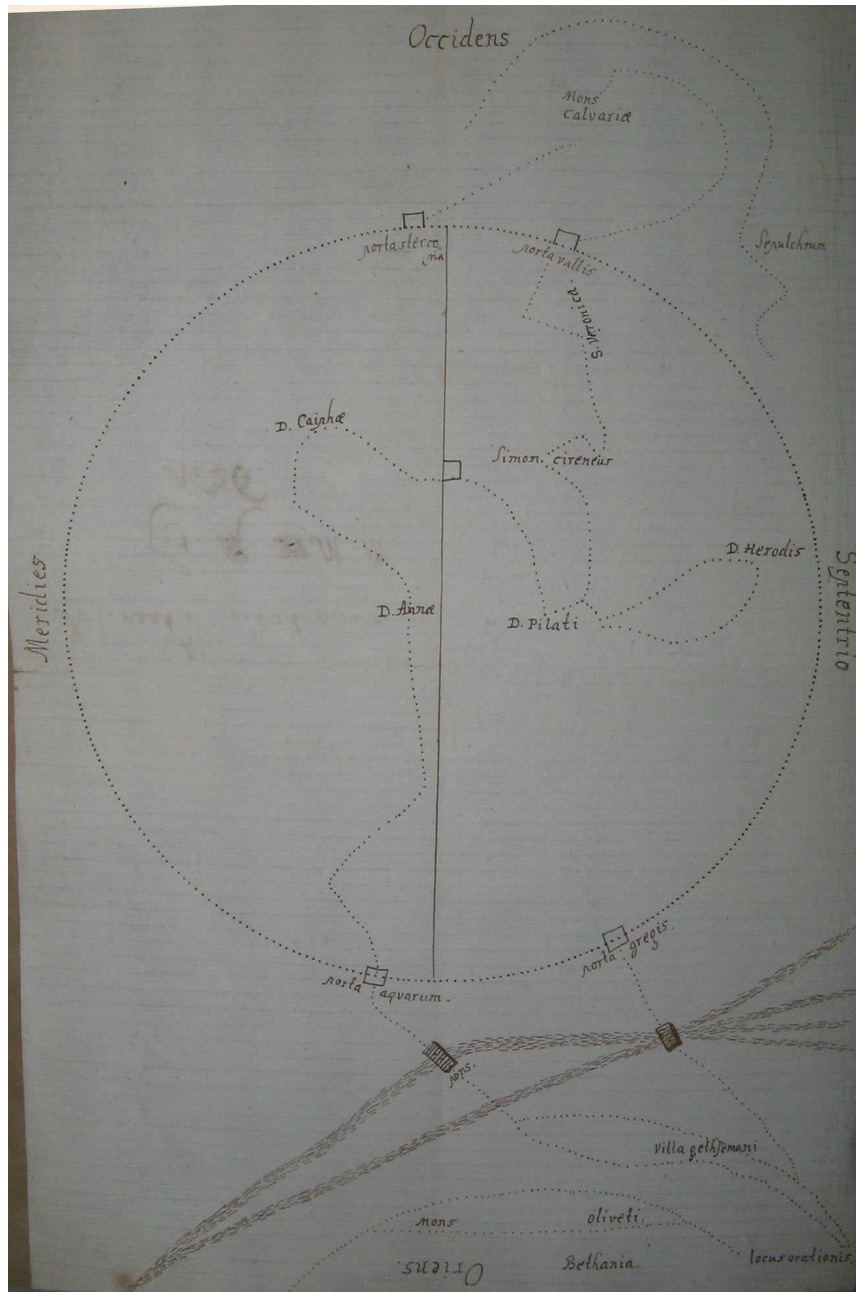 Occidens
Mons
Calvariæ
porta sterco
ria
porta vallis
Sepulchrum
S. Veronica
D. Caiphæ
Simon cireneus
Meridies
D. Herodis
Septentrio
D. Annæ
D. Pilati
porta gregis
porta aquarum.
pons.
villa gethsemani
mons oliveti.
Oriens.
Bethania.
locus orationis